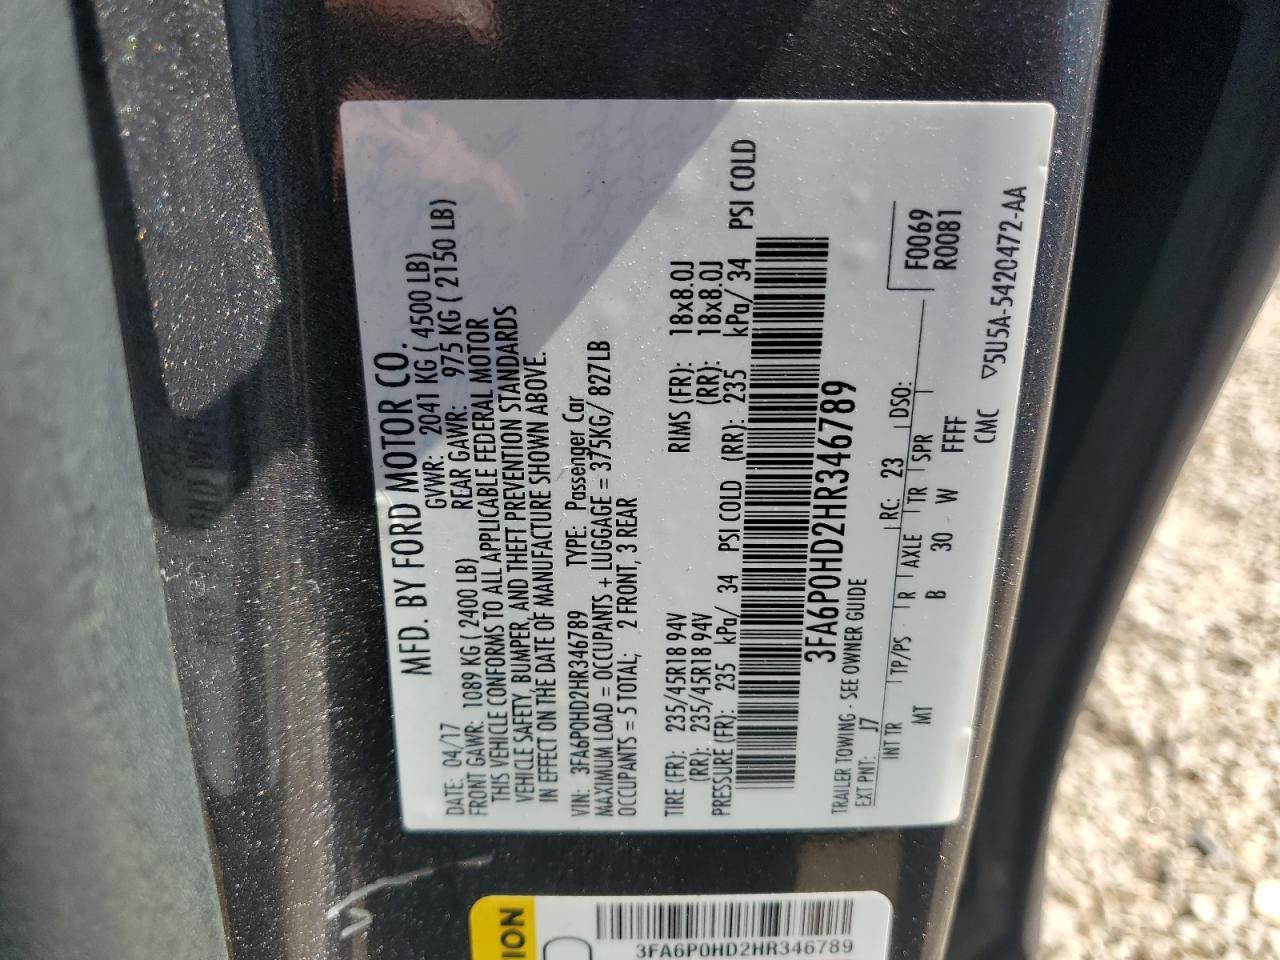 MFD. BY FORD MOTOR CO.
DATE: 04/17 GVWR: 2041 KG ( 4500 LB)
FRONT GAWR: 1089 KG ( 2400 LB) REAR GAWR: 975 KG ( 2150 LB)
THIS VEHICLE CONFORMS TO ALL APPLICABLE FEDERAL MOTOR
VEHICLE SAFETY, BUMPER, AND THEFT PREVENTION STANDARDS
IN EFFECT ON THE DATE OF MANUFACTURE SHOWN ABOVE.
VIN: 3FA6P0HD2HR346789 TYPE: Passenger Car
MAXIMUM LOAD = OCCUPANTS + LUGGAGE = 375KG/ 827LB
OCCUPANTS = 5 TOTAL; 2 FRONT, 3 REAR
TIRE (FR): 235/45R18 94V RIMS (FR): 18x8.0J
(RR): 235/45R18 94V (RR): 18x8.0J
PRESSURE (FR): 235 kPa/ 34 PSI COLD (RR): 235 kPa/ 34 PSI COLD
3FA6P0HD2HR346789
TRAILER TOWING - SEE OWNER GUIDE
EXT PNT: J7 RC: 23 DSO: F0069
INT TR TP/PS R AXLE TR SPR R0081
MT B 30 W FFFF
CMC ▽5U5A-5420472-AA
3FA6P0HD2HR346789